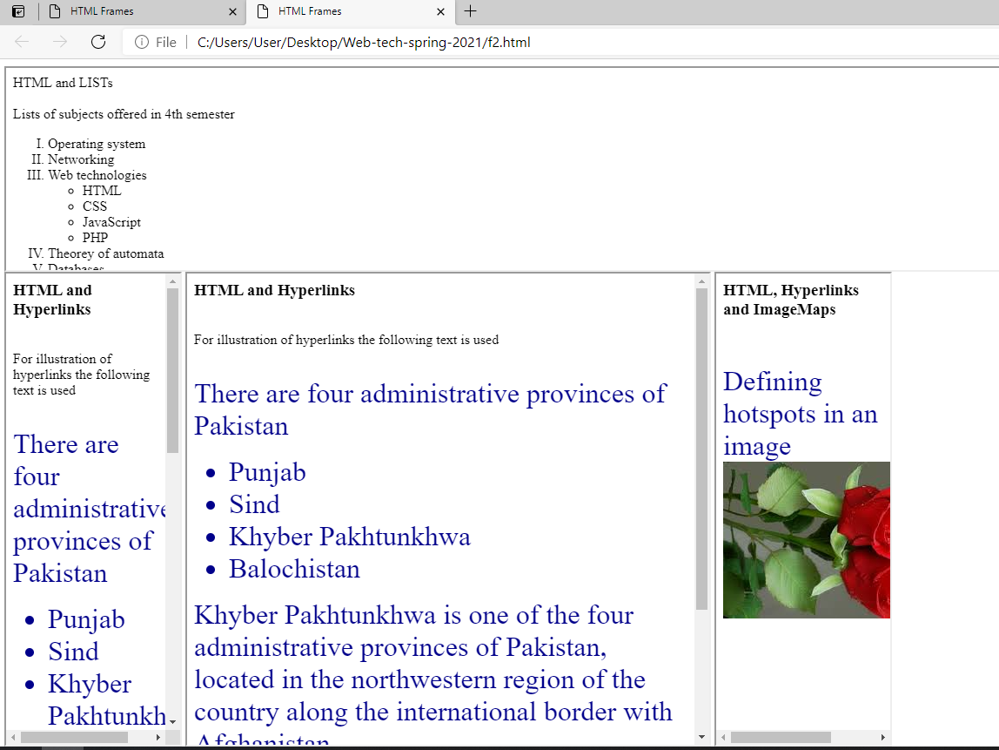 HTML Frames
HTML Frames
File
C:/Users/User/Desktop/Web-tech-spring-2021/f2.html
HTML and LISTs
Lists of subjects offered in 4th semester
I. Operating system
II. Networking
III. Web technologies
HTML
CSS
JavaScript
PHP
IV. Theorey of automata
V. Databases
HTML and
Hyperlinks
For illustration of
hyperlinks the following
text is used
There are
four
administrative
provinces of
Pakistan
Punjab
Sind
Khyber
Pakhtunkh
HTML and Hyperlinks
For illustration of hyperlinks the following text is used
There are four administrative provinces of
Pakistan
Punjab
Sind
Khyber Pakhtunkhwa
Balochistan
Khyber Pakhtunkhwa is one of the four
administrative provinces of Pakistan,
located in the northwestern region of the
country along the international border with
Afghanistan
HTML, Hyperlinks
and ImageMaps
Defining
hotspots in an
image